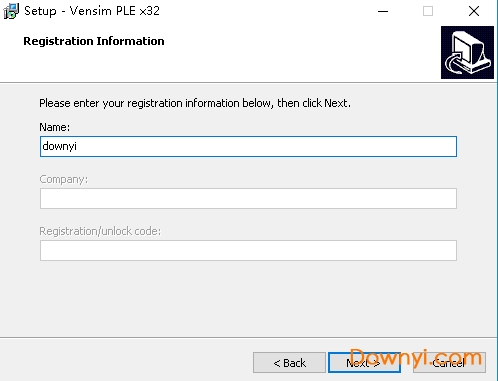 Setup - Vensim PLE x32
Registration Information
Please enter your registration information below, then click Next.
Name:
downyi
Company:
Registration/unlock code:
< Back
Next >
Cancel
Downyi.com